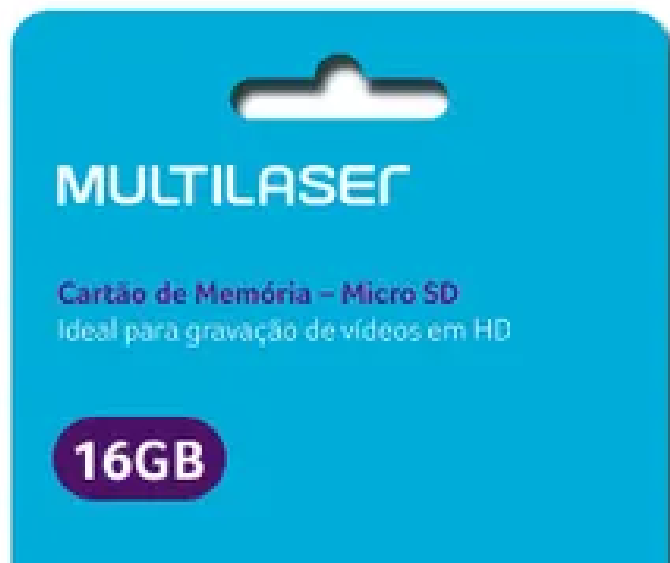 MULTILASER
Cartão de Memória – Micro SD
Ideal para gravação de vídeos em HD
16GB